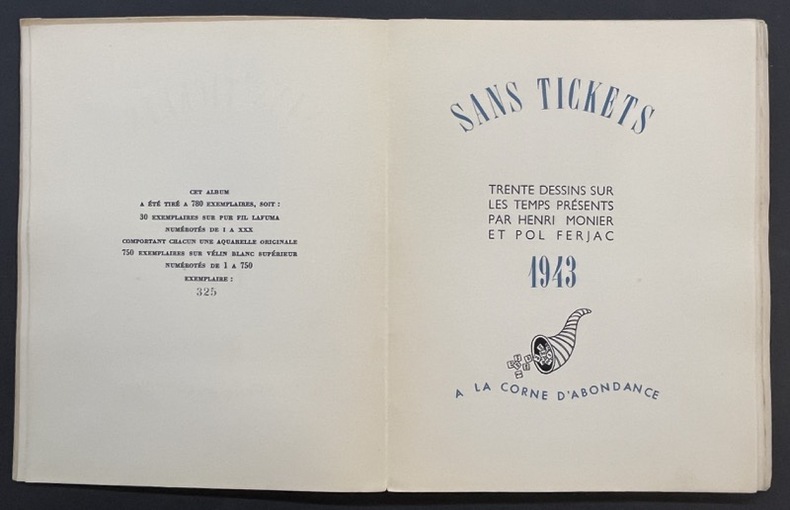 CET ALBUM
A ÉTÉ TIRÉ A 780 EXEMPLAIRES, SOIT :
30 EXEMPLAIRES SUR PUR FIL LAFUMA
NUMÉROTÉS DE I A XXX
COMPORTANT CHACUN UNE AQUARELLE ORIGINALE
750 EXEMPLAIRES SUR VÉLIN BLANC SUPÉRIEUR
NUMÉROTÉS DE 1 A 750
EXEMPLAIRE :
325
SANS TICKETS
TRENTE DESSINS SUR
LES TEMPS PRÉSENTS
PAR HENRI MONIER
ET POL FERJAC
1943
A LA CORNE D'ABONDANCE